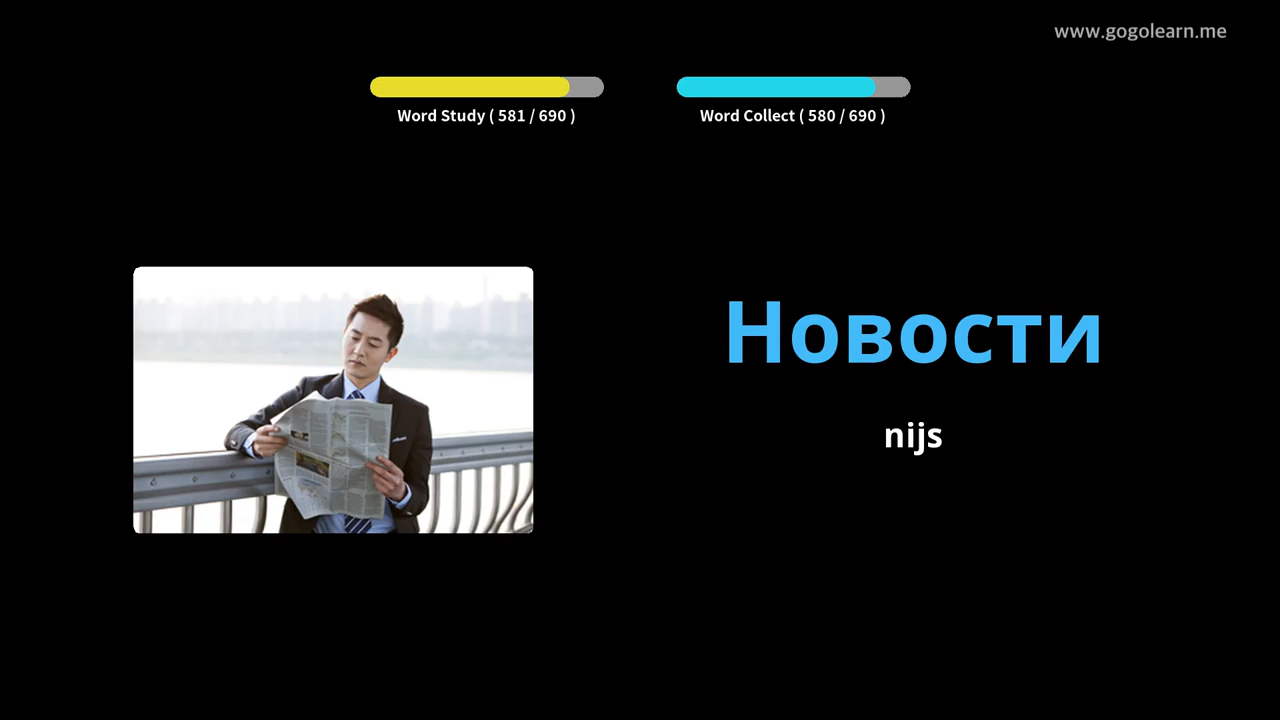 www.gogolearn.me
Word Study ( 581 / 690 )
Word Collect ( 580 / 690 )
Новости
nijs